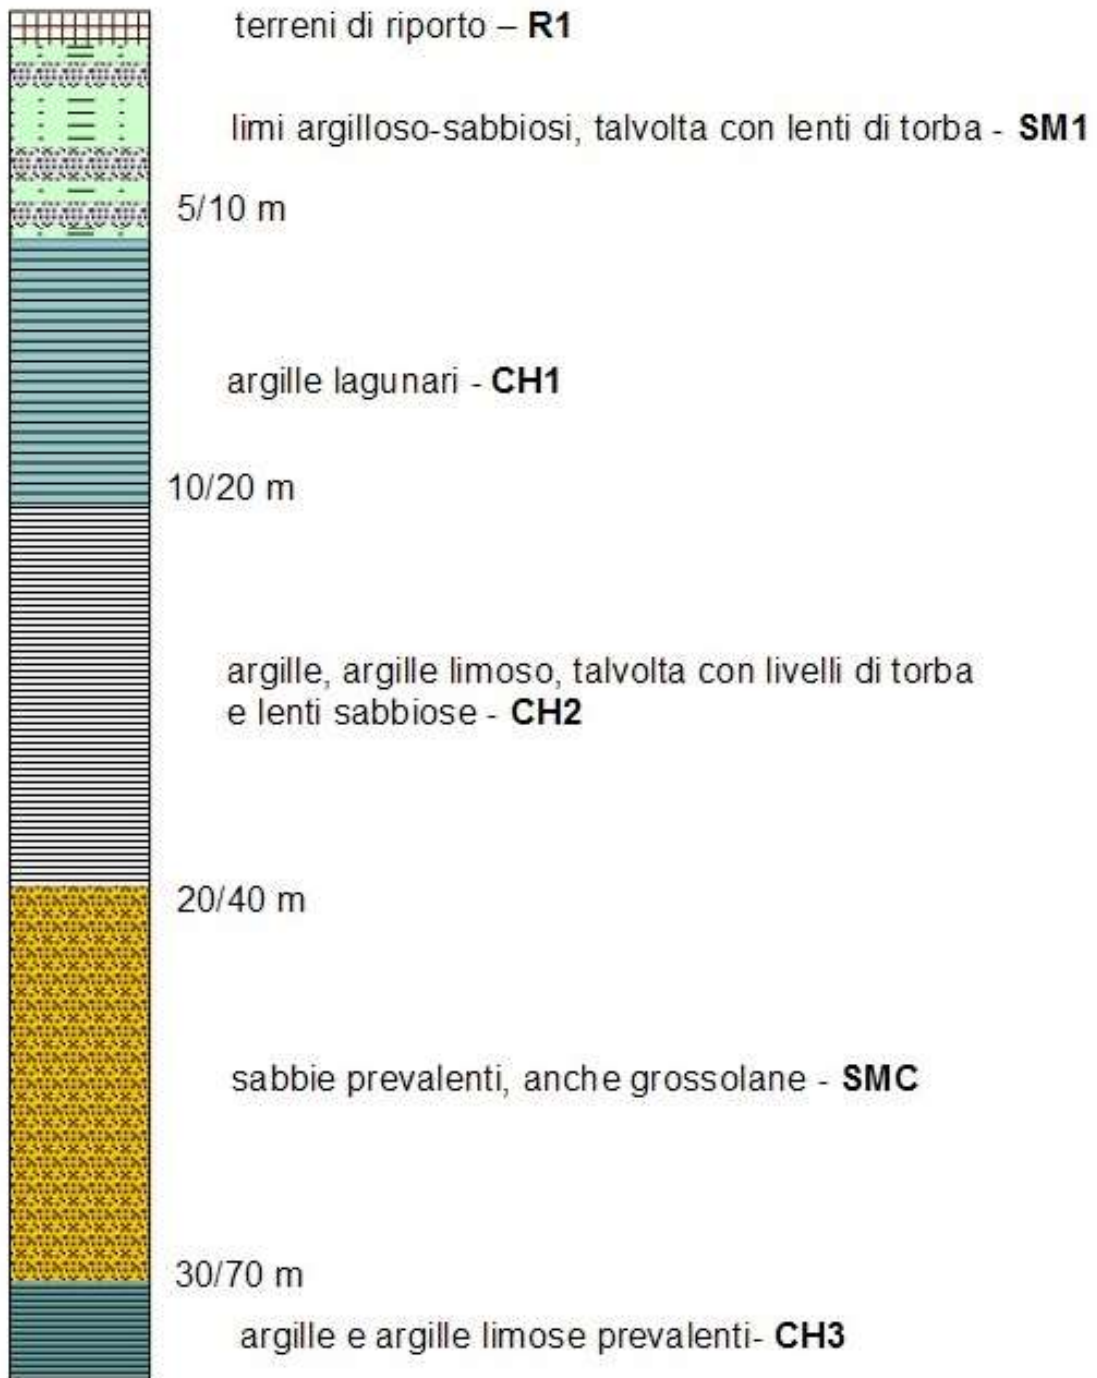 terreni di riporto – R1
limi argilloso-sabbiosi, talvolta con lenti di torba - SM1
5/10 m
argille lagunari - CH1
10/20 m
argille, argille limoso, talvolta con livelli di torba
e lenti sabbiose - CH2
20/40 m
sabbie prevalenti, anche grossolane - SMC
30/70 m
argille e argille limose prevalenti- CH3